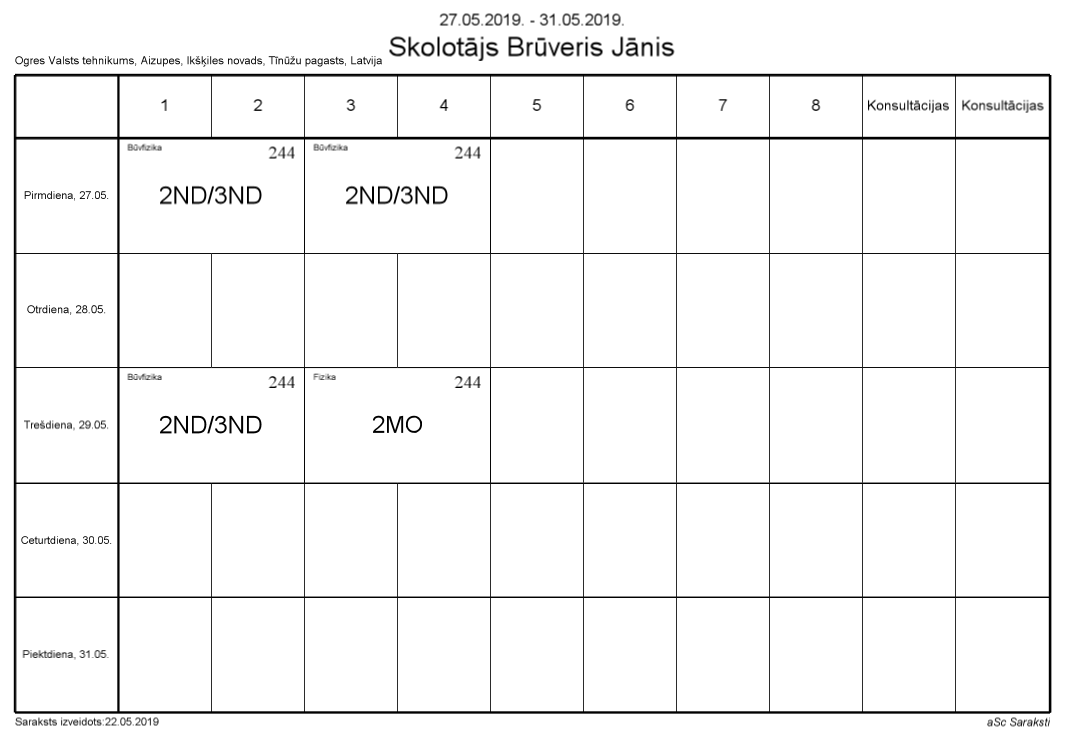 27.05.2019. - 31.05.2019.
Skolotājs Brūveris Jānis
Ogres Valsts tehnikums, Aizupes, Ikšķiles novads, Tīnūžu pagasts, Latvija
1 2 3 4 5 6 7 8 Konsultācijas Konsultācijas
Būvfizika 244 Būvfizika 244
Pirmdiena, 27.05. 2ND/3ND 2ND/3ND
Otrdiena, 28.05.
Būvfizika 244 Fizika 244
Trešdiena, 29.05. 2ND/3ND 2MO
Ceturtdiena, 30.05.
Piektdiena, 31.05.
Saraksts izveidots:22.05.2019 aSc Saraksti